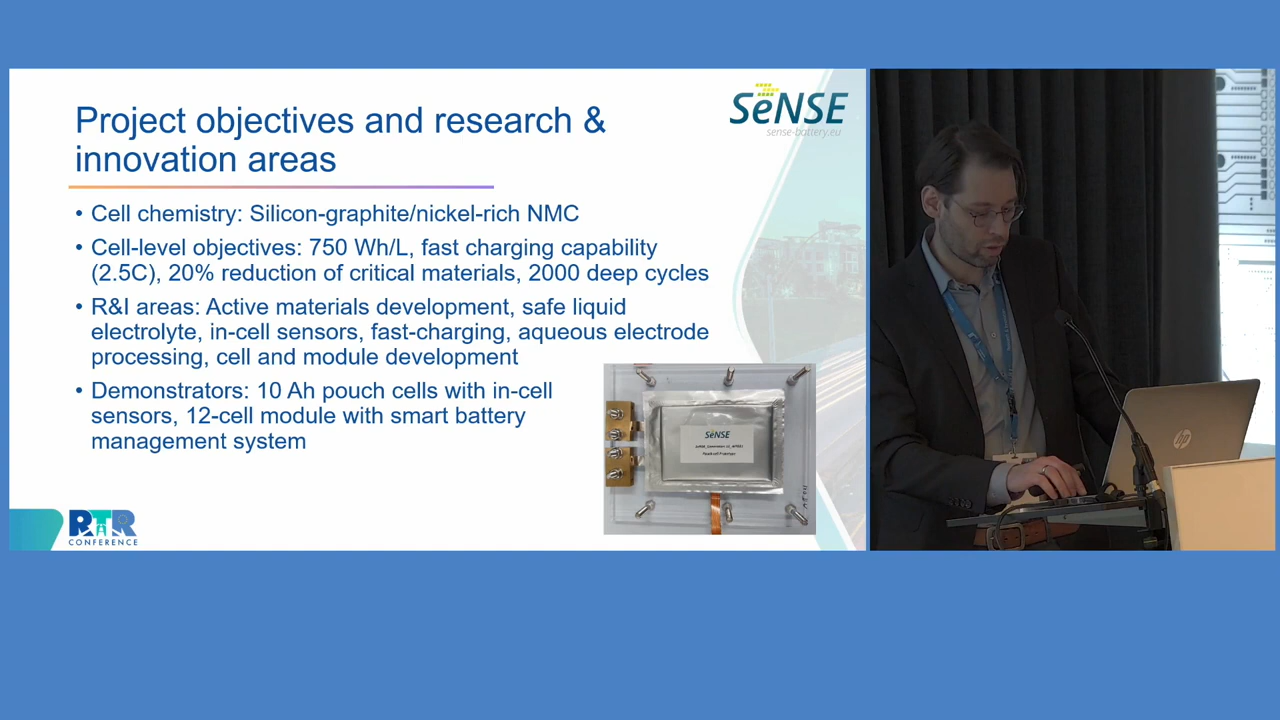 SeNSE
sense-battery.eu
Project objectives and research &
innovation areas
• Cell chemistry: Silicon-graphite/nickel-rich NMC
• Cell-level objectives: 750 Wh/L, fast charging capability
(2.5C), 20% reduction of critical materials, 2000 deep cycles
• R&I areas: Active materials development, safe liquid
electrolyte, in-cell sensors, fast-charging, aqueous electrode
processing, cell and module development
• Demonstrators: 10 Ah pouch cells with in-cell
sensors, 12-cell module with smart battery
management system
SeNSE
RTR
CONFERENCE
hp